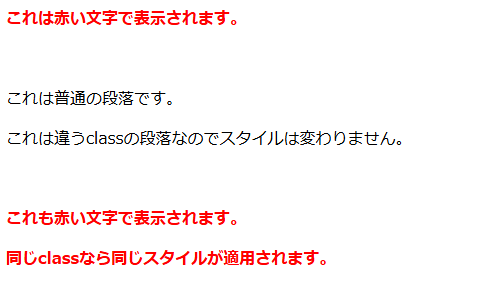 これは赤い文字で表示されます。
これは普通の段落です。
これは違うclassの段落なのでスタイルは変わりません。
これも赤い文字で表示されます。
同じclassなら同じスタイルが適用されます。